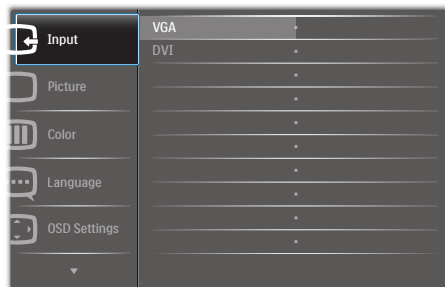 Input
Picture
Color
Language
OSD Settings
VGA
DVI